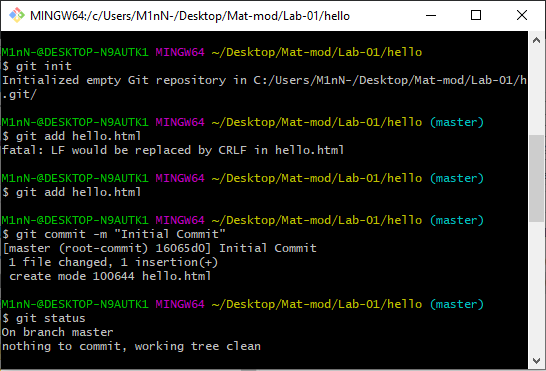 MINGW64:/c/Users/M1nN-/Desktop/Mat-mod/Lab-01/hello
M1nN-@DESKTOP-N9AUTK1 MINGW64 ~/Desktop/Mat-mod/Lab-01/hello
$ git init
Initialized empty Git repository in C:/Users/M1nN-/Desktop/Mat-mod/Lab-01/h
.git/
M1nN-@DESKTOP-N9AUTK1 MINGW64 ~/Desktop/Mat-mod/Lab-01/hello (master)
$ git add hello.html
fatal: LF would be replaced by CRLF in hello.html
M1nN-@DESKTOP-N9AUTK1 MINGW64 ~/Desktop/Mat-mod/Lab-01/hello (master)
$ git add hello.html
M1nN-@DESKTOP-N9AUTK1 MINGW64 ~/Desktop/Mat-mod/Lab-01/hello (master)
$ git commit -m "Initial Commit"
[master (root-commit) 16065d0] Initial Commit
 1 file changed, 1 insertion(+)
 create mode 100644 hello.html
M1nN-@DESKTOP-N9AUTK1 MINGW64 ~/Desktop/Mat-mod/Lab-01/hello (master)
$ git status
On branch master
nothing to commit, working tree clean